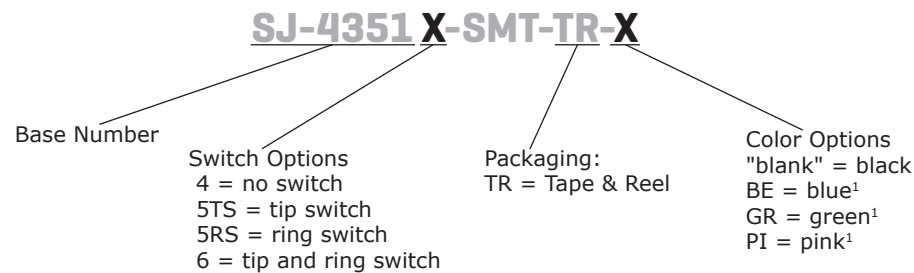 SJ-4351 X-SMT-TR-X
Base Number
Switch Options
4 = no switch
5TS = tip switch
5RS = ring switch
6 = tip and ring switch
Packaging:
TR = Tape & Reel
Color Options
"blank" = black
BE = blue¹
GR = green¹
PI = pink¹